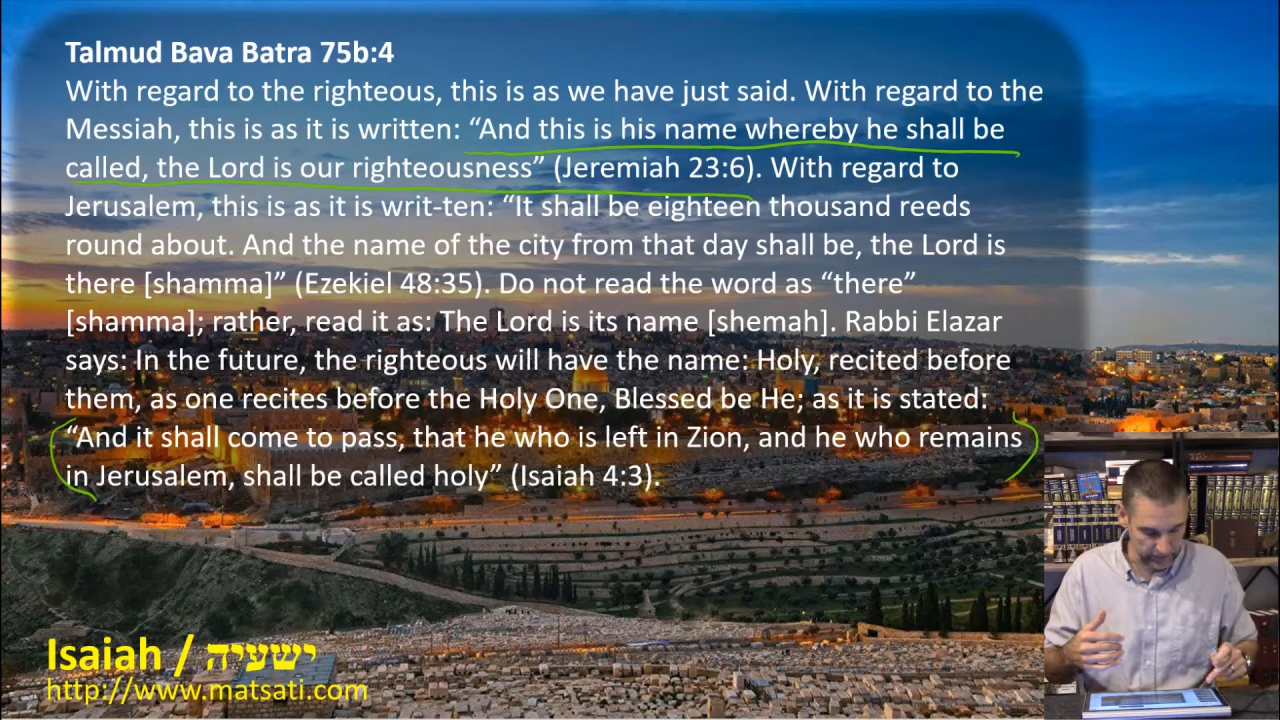 Talmud Bava Batra 75b:4
With regard to the righteous, this is as we have just said. With regard to the
Messiah, this is as it is written: “And this is his name whereby he shall be
called, the Lord is our righteousness” (Jeremiah 23:6). With regard to
Jerusalem, this is as it is writ-ten: “It shall be eighteen thousand reeds
round about. And the name of the city from that day shall be, the Lord is
there [shamma]” (Ezekiel 48:35). Do not read the word as “there”
[shamma]; rather, read it as: The Lord is its name [shemah]. Rabbi Elazar
says: In the future, the righteous will have the name: Holy, recited before
them, as one recites before the Holy One, Blessed be He; as it is stated:
“And it shall come to pass, that he who is left in Zion, and he who remains
in Jerusalem, shall be called holy” (Isaiah 4:3).
Isaiah / ישעיה
http://www.matsati.com